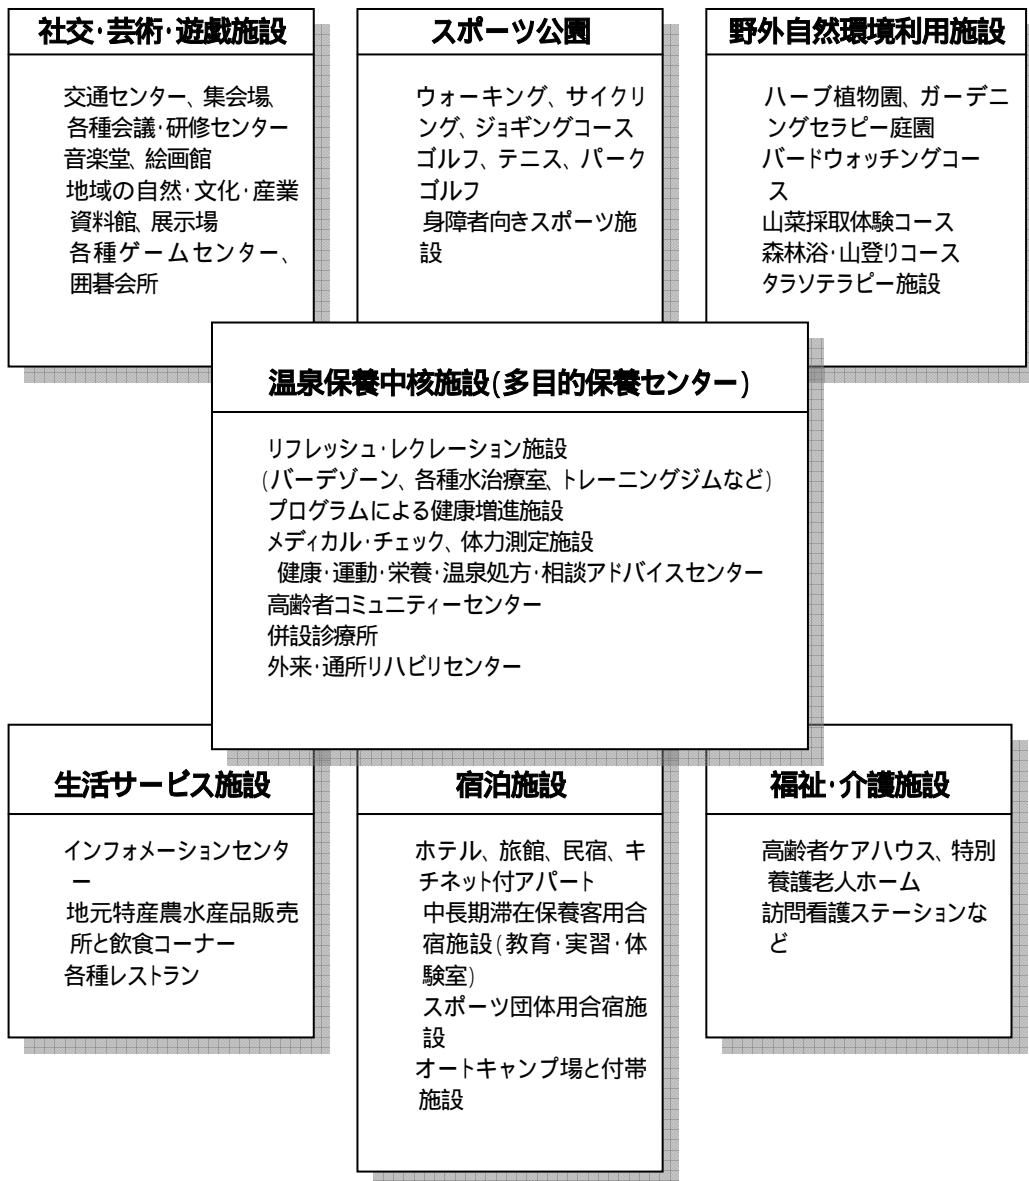 社交・芸術・遊戯施設
交通センター、集会場、
各種会議・研修センター
音楽堂、絵画館
地域の自然・文化・産業
資料館、展示場
各種ゲームセンター、
囲碁会所
スポーツ公園
ウォーキング、サイクリ
ング、ジョギングコース
ゴルフ、テニス、パーク
ゴルフ
身障者向きスポーツ施
設
野外自然環境利用施設
ハーブ植物園、ガーデニ
ングセラピー庭園
バードウォッチングコー
ス
山菜採取体験コース
森林浴・山登りコース
タラソテラピー施設
温泉保養中核施設(多目的保養センター)
リフレッシュ・レクレーション施設
(バーデゾーン、各種水治療室、トレーニングジムなど)
プログラムによる健康増進施設
メディカル・チェック、体力測定施設
健康・運動・栄養・温泉処方・相談アドバイスセンター
高齢者コミュニティーセンター
併設診療所
外来・通所リハビリセンター
生活サービス施設
インフォメーションセンタ
ー
地元特産農水産品販売
所と飲食コーナー
各種レストラン
宿泊施設
ホテル、旅館、民宿、キ
チネット付アパート
中長期滞在保養客用合
宿施設(教育・実習・体
験室)
スポーツ団体用合宿施
設
オートキャンプ場と付帯
施設
福祉・介護施設
高齢者ケアハウス、特別
養護老人ホーム
訪問看護ステーションな
ど